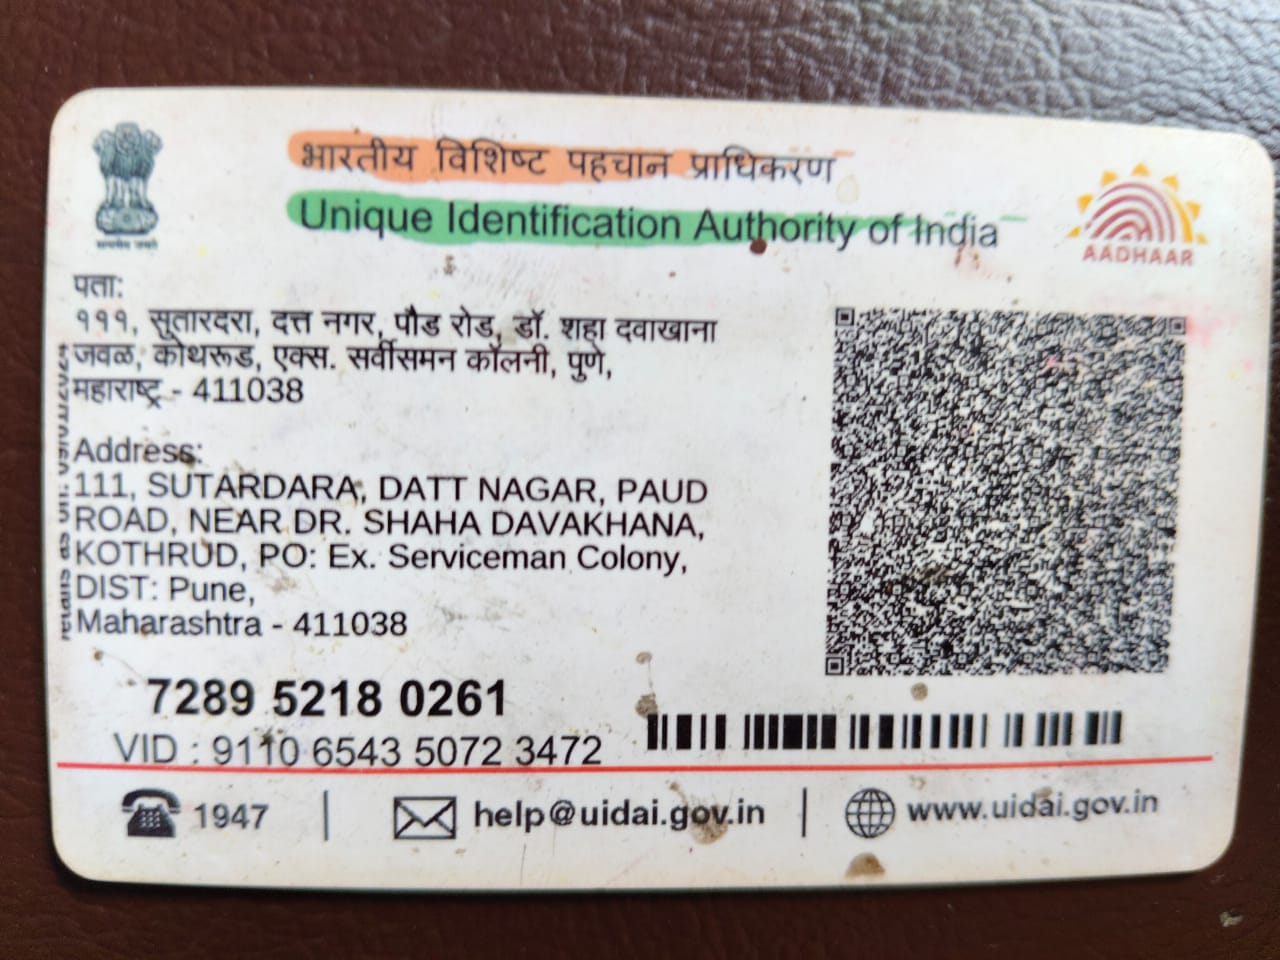 भारतीय विशिष्ट पहचान प्राधिकरण
Unique Identification Authority of India
AADHAAR
पता:
१११, सुतारदरा, दत्त नगर, पौड रोड, डॉ. शहा दवाखाना
जवळ, कोथरूड, एक्स. सर्वीसमन कॉलनी, पुणे,
महाराष्ट्र - 411038
Address:
111, SUTARDARA, DATT NAGAR, PAUD
ROAD, NEAR DR. SHAHA DAVAKHANA,
KOTHRUD, PO: Ex. Serviceman Colony,
DIST: Pune,
Maharashtra - 411038
7289 5218 0261
VID : 9110 6543 5072 3472
1947
help@uidai.gov.in
www.uidai.gov.in